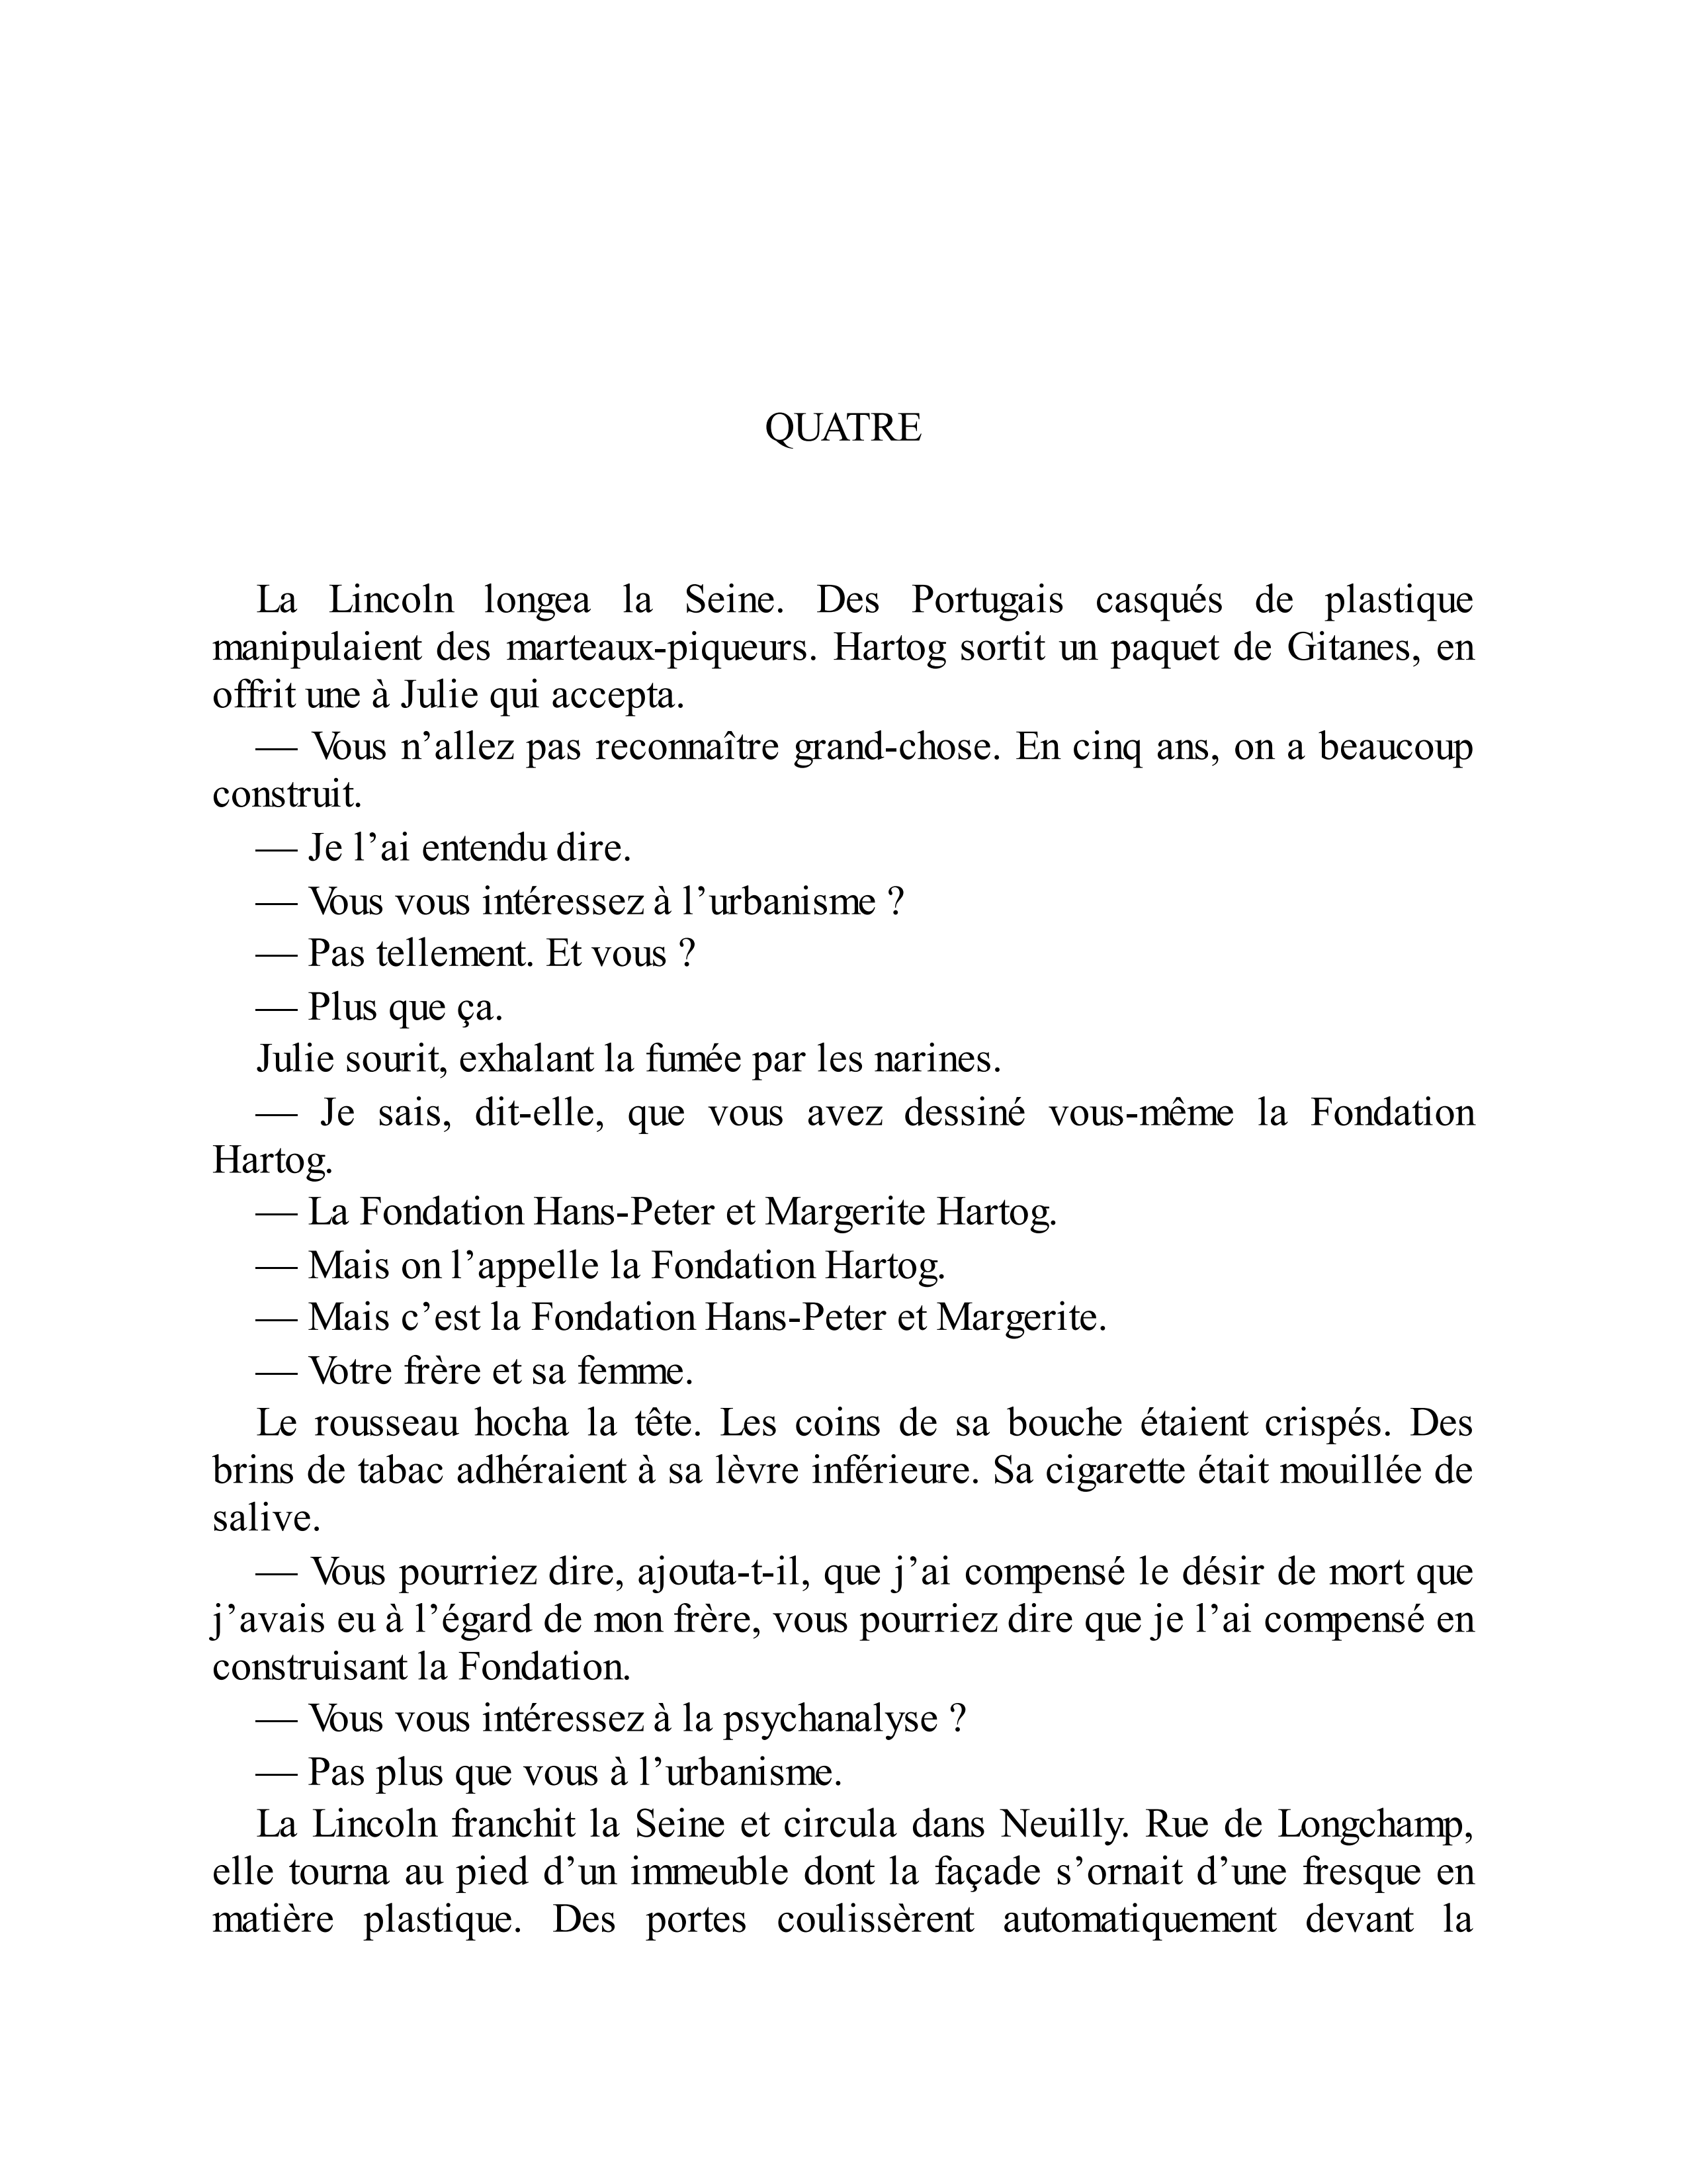 QUATRE
La Lincoln longea la Seine. Des Portugais casqués de plastique
manipulaient des marteaux-piqueurs. Hartog sortit un paquet de Gitanes, en
offrit une à Julie qui accepta.
— Vous n’allez pas reconnaître grand-chose. En cinq ans, on a beaucoup
construit.
— Je l’ai entendu dire.
— Vous vous intéressez à l’urbanisme ?
— Pas tellement. Et vous ?
— Plus que ça.
Julie sourit, exhalant la fumée par les narines.
— Je sais, dit-elle, que vous avez dessiné vous-même la Fondation
Hartog.
— La Fondation Hans-Peter et Margerite Hartog.
— Mais on l’appelle la Fondation Hartog.
— Mais c’est la Fondation Hans-Peter et Margerite.
— Votre frère et sa femme.
Le rousseau hocha la tête. Les coins de sa bouche étaient crispés. Des
brins de tabac adhéraient à sa lèvre inférieure. Sa cigarette était mouillée de
salive.
— Vous pourriez dire, ajouta-t-il, que j’ai compensé le désir de mort que
j’avais eu à l’égard de mon frère, vous pourriez dire que je l’ai compensé en
construisant la Fondation.
— Vous vous intéressez à la psychanalyse ?
— Pas plus que vous à l’urbanisme.
La Lincoln franchit la Seine et circula dans Neuilly. Rue de Longchamp,
elle tourna au pied d’un immeuble dont la façade s’ornait d’une fresque en
matière plastique. Des portes coulissèrent automatiquement devant la